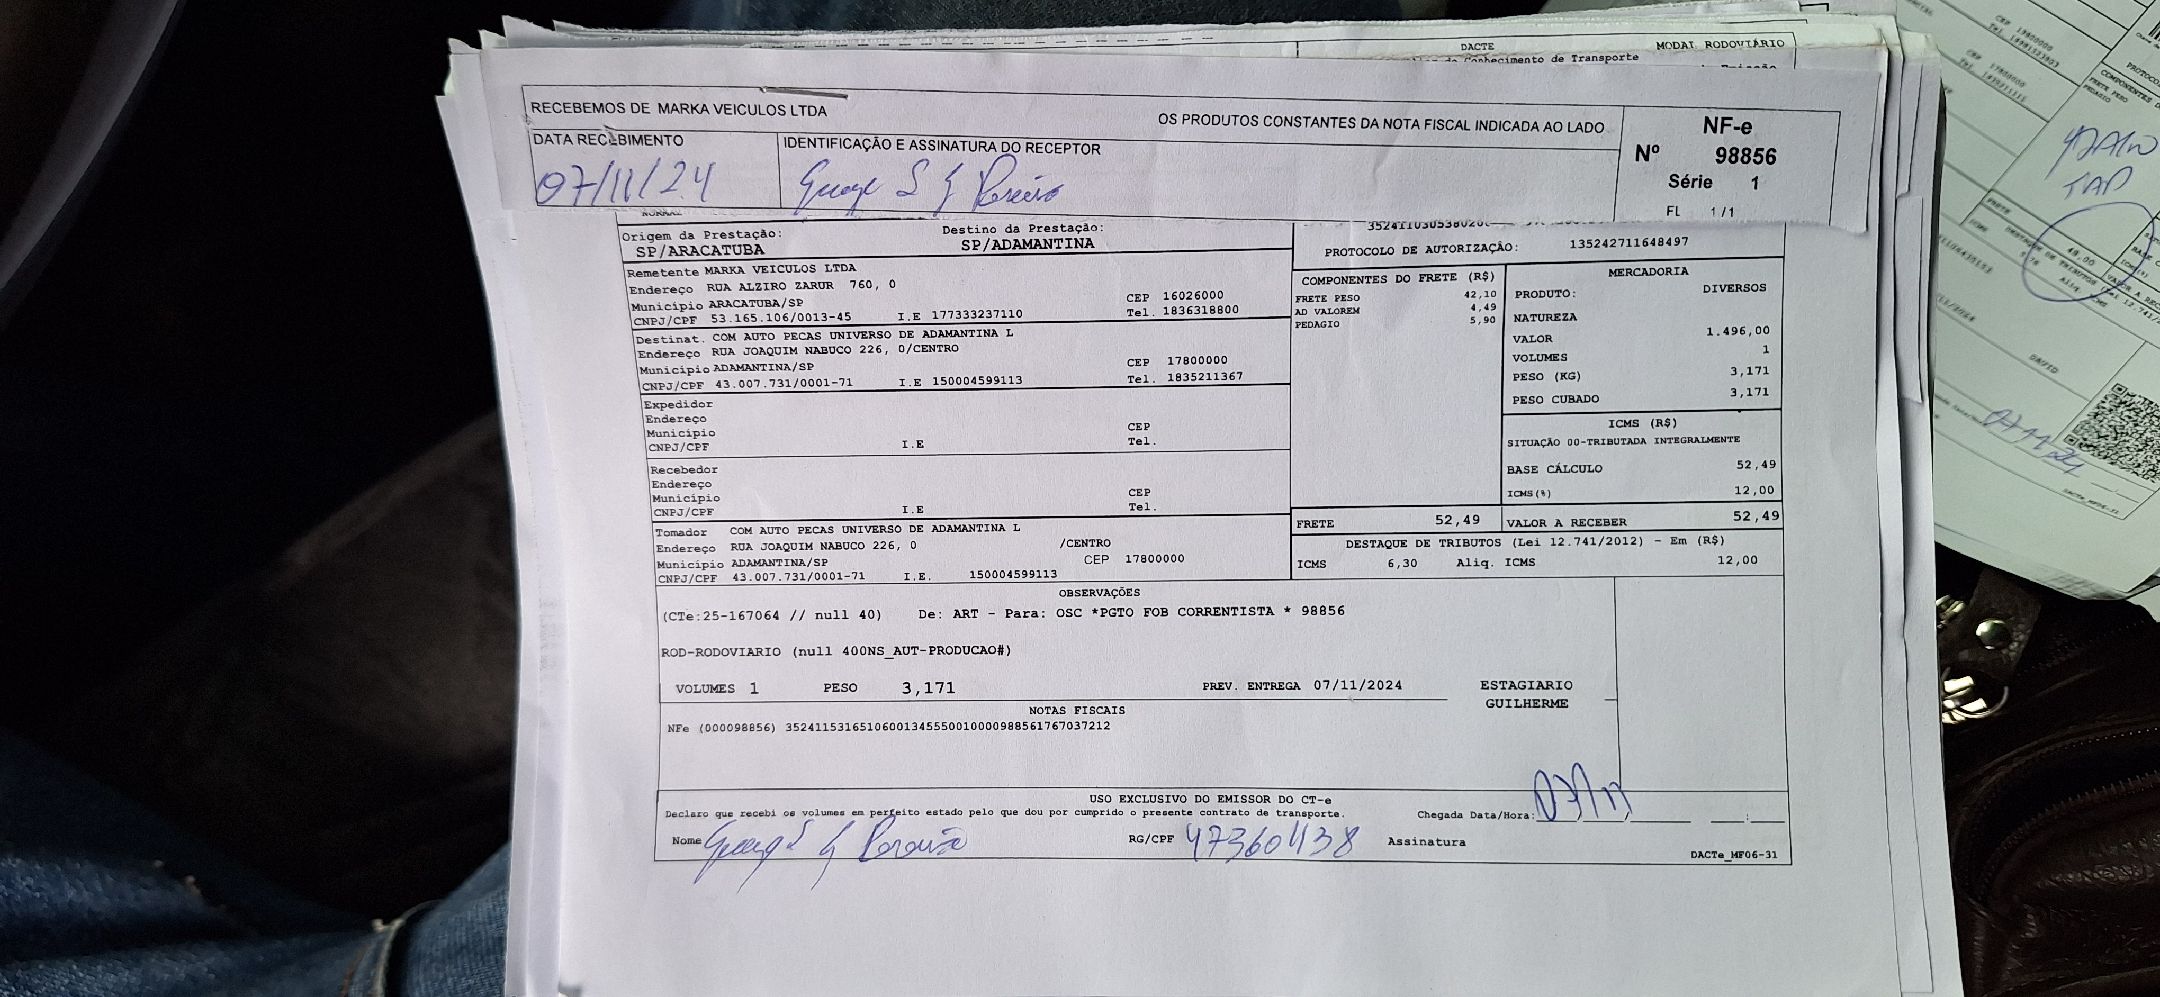 DACTE MODAL RODOVIÁRIO
Conhecimento de Transporte
RECEBEMOS DE MARKA VEICULOS LTDA OS PRODUTOS CONSTANTES DA NOTA FISCAL INDICADA AO LADO
DATA RECEBIMENTO
07/11/24
IDENTIFICAÇÃO E ASSINATURA DO RECEPTOR
NF-e
Nº 98856
Série 1
FL 1/1
NORMAL
Origem da Prestação: Destino da Prestação:
SP/ARACATUBA SP/ADAMANTINA
PROTOCOLO DE AUTORIZAÇÃO: 135242711648497
Remetente MARKA VEICULOS LTDA
Endereço RUA ALZIRO ZARUR 760, 0
Município ARACATUBA/SP CEP 16026000
CNPJ/CPF 53.165.106/0013-45 I.E 177333237110 Tel. 1836318800
Destinat. COM AUTO PECAS UNIVERSO DE ADAMANTINA L
Endereço RUA JOAQUIM NABUCO 226, 0/CENTRO
Município ADAMANTINA/SP CEP 17800000
CNPJ/CPF 43.007.731/0001-71 I.E 150004599113 Tel. 1835211367
Expedidor
Endereço
Município CEP
CNPJ/CPF I.E Tel.
Recebedor
Endereço
Município CEP
CNPJ/CPF I.E Tel.
Tomador COM AUTO PECAS UNIVERSO DE ADAMANTINA L
Endereço RUA JOAQUIM NABUCO 226, 0 /CENTRO
Município ADAMANTINA/SP CEP 17800000
CNPJ/CPF 43.007.731/0001-71 I.E. 150004599113
COMPONENTES DO FRETE (R$)
FRETE PESO 42,10
AD VALOREM 4,49
PEDAGIO 5,90
MERCADORIA
PRODUTO: DIVERSOS
NATUREZA
VALOR 1.496,00
VOLUMES 1
PESO (KG) 3,171
PESO CUBADO 3,171
ICMS (R$)
SITUAÇÃO 00-TRIBUTADA INTEGRALMENTE
BASE CÁLCULO 52,49
ICMS(%) 12,00
FRETE 52,49 VALOR A RECEBER 52,49
DESTAQUE DE TRIBUTOS (Lei 12.741/2012) - Em (R$)
ICMS 6,30 Aliq. ICMS 12,00
OBSERVAÇÕES
(CTe:25-167064 // null 40) De: ART - Para: OSC *PGTO FOB CORRENTISTA * 98856
ROD-RODOVIARIO (null 400NS_AUT-PRODUCAO#)
VOLUMES 1 PESO 3,171 PREV. ENTREGA 07/11/2024 ESTAGIARIO
GUILHERME
NOTAS FISCAIS
NFe (000098856) 35241153165106001345550010000988561767037212
USO EXCLUSIVO DO EMISSOR DO CT-e
Declaro que recebi os volumes em perfeito estado pelo que dou por cumprido o presente contrato de transporte. Chegada Data/Hora: 07/11
Nome RG/CPF 473601138 Assinatura
DACTe_MF06-31